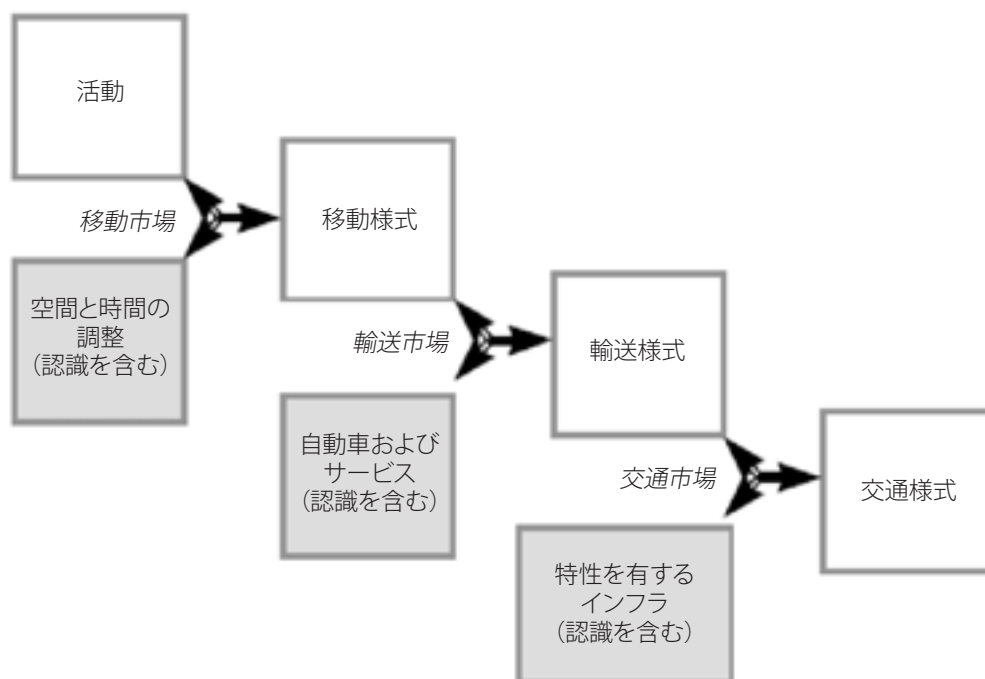 活動
移動市場
移動様式
空間と時間の
調整
（認識を含む）
輸送市場
輸送様式
自動車および
サービス
（認識を含む）
交通市場
交通様式
特性を有する
インフラ
（認識を含む）